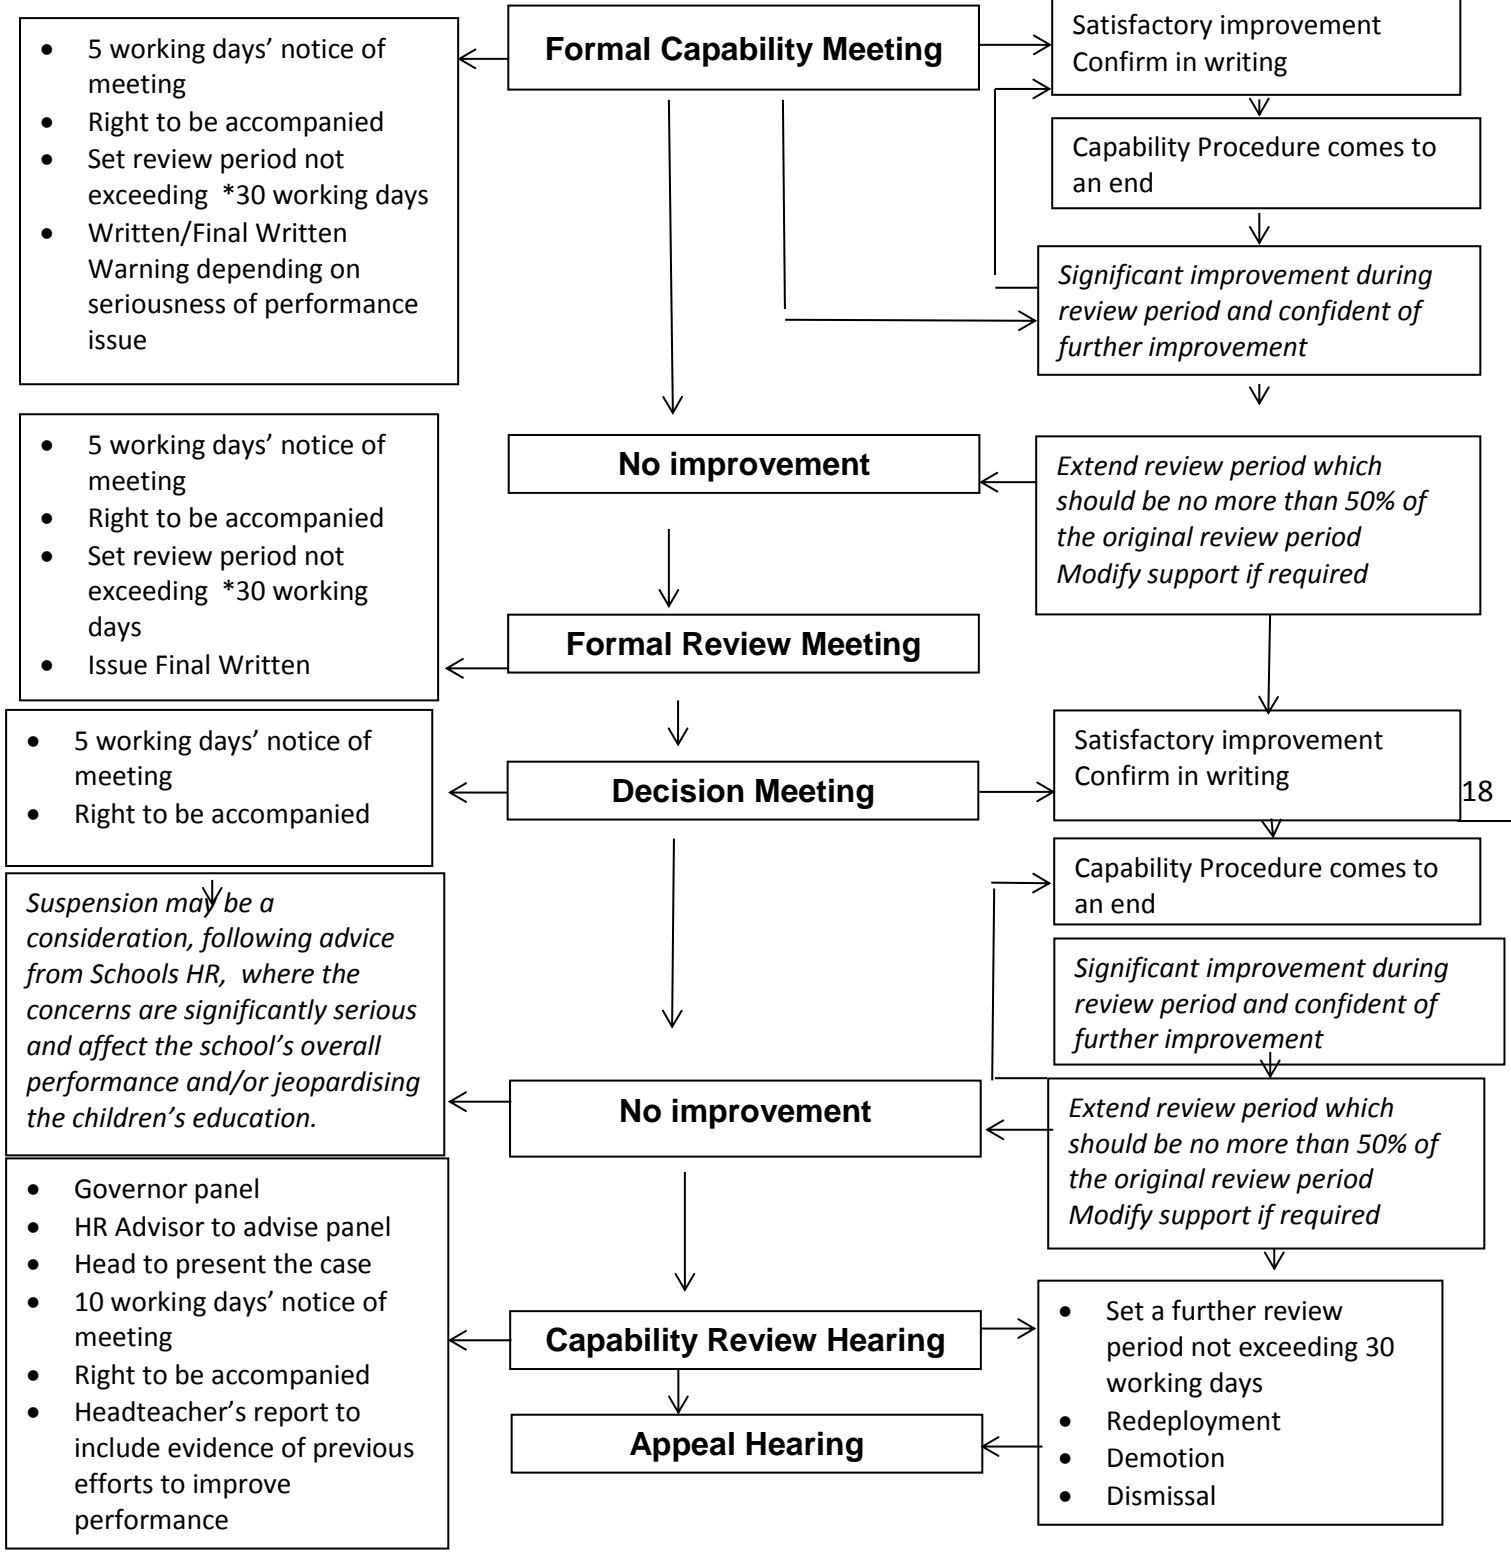 Formal Capability Meeting
• 5 working days’ notice of
meeting
• Right to be accompanied
• Set review period not
exceeding *30 working days
• Written/Final Written
Warning depending on
seriousness of performance
issue
Satisfactory improvement
Confirm in writing
Capability Procedure comes to
an end
Significant improvement during
review period and confident of
further improvement
No improvement
Extend review period which
should be no more than 50% of
the original review period
Modify support if required
• 5 working days’ notice of
meeting
• Right to be accompanied
• Set review period not
exceeding *30 working
days
• Issue Final Written
Formal Review Meeting
• 5 working days’ notice of
meeting
• Right to be accompanied
Decision Meeting
Satisfactory improvement
Confirm in writing
18
Capability Procedure comes to
an end
Suspension may be a
consideration, following advice
from Schools HR, where the
concerns are significantly serious
and affect the school’s overall
performance and/or jeopardising
the children’s education.
Significant improvement during
review period and confident of
further improvement
No improvement
Extend review period which
should be no more than 50% of
the original review period
Modify support if required
• Governor panel
• HR Advisor to advise panel
• Head to present the case
• 10 working days’ notice of
meeting
• Right to be accompanied
• Headteacher’s report to
include evidence of previous
efforts to improve
performance
Capability Review Hearing
• Set a further review
period not exceeding 30
working days
• Redeployment
• Demotion
• Dismissal
Appeal Hearing